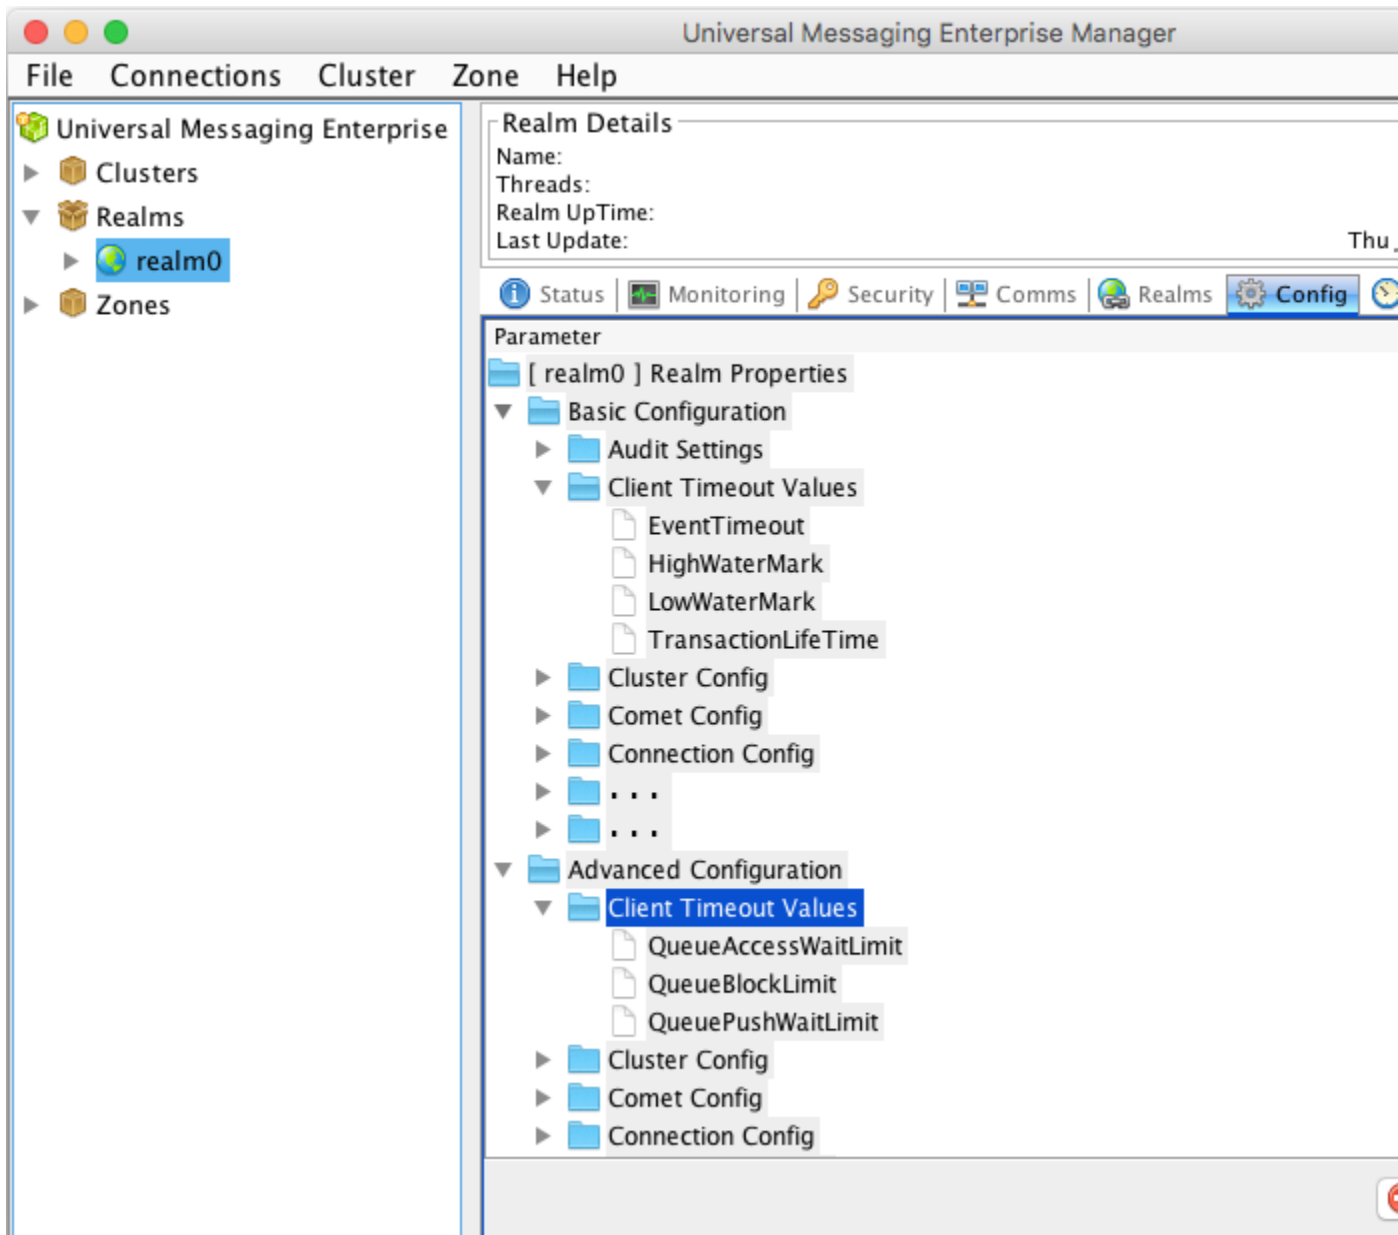 Universal Messaging Enterprise Manager
File Connections Cluster Zone Help
Universal Messaging Enterprise
Clusters
Realms
realm0
Zones
Realm Details
Name:
Threads:
Realm UpTime:
Last Update: Thu
Status Monitoring Security Comms Realms Config
Parameter
[ realm0 ] Realm Properties
Basic Configuration
Audit Settings
Client Timeout Values
EventTimeout
HighWaterMark
LowWaterMark
TransactionLifeTime
Cluster Config
Comet Config
Connection Config
...
...
Advanced Configuration
Client Timeout Values
QueueAccessWaitLimit
QueueBlockLimit
QueuePushWaitLimit
Cluster Config
Comet Config
Connection Config